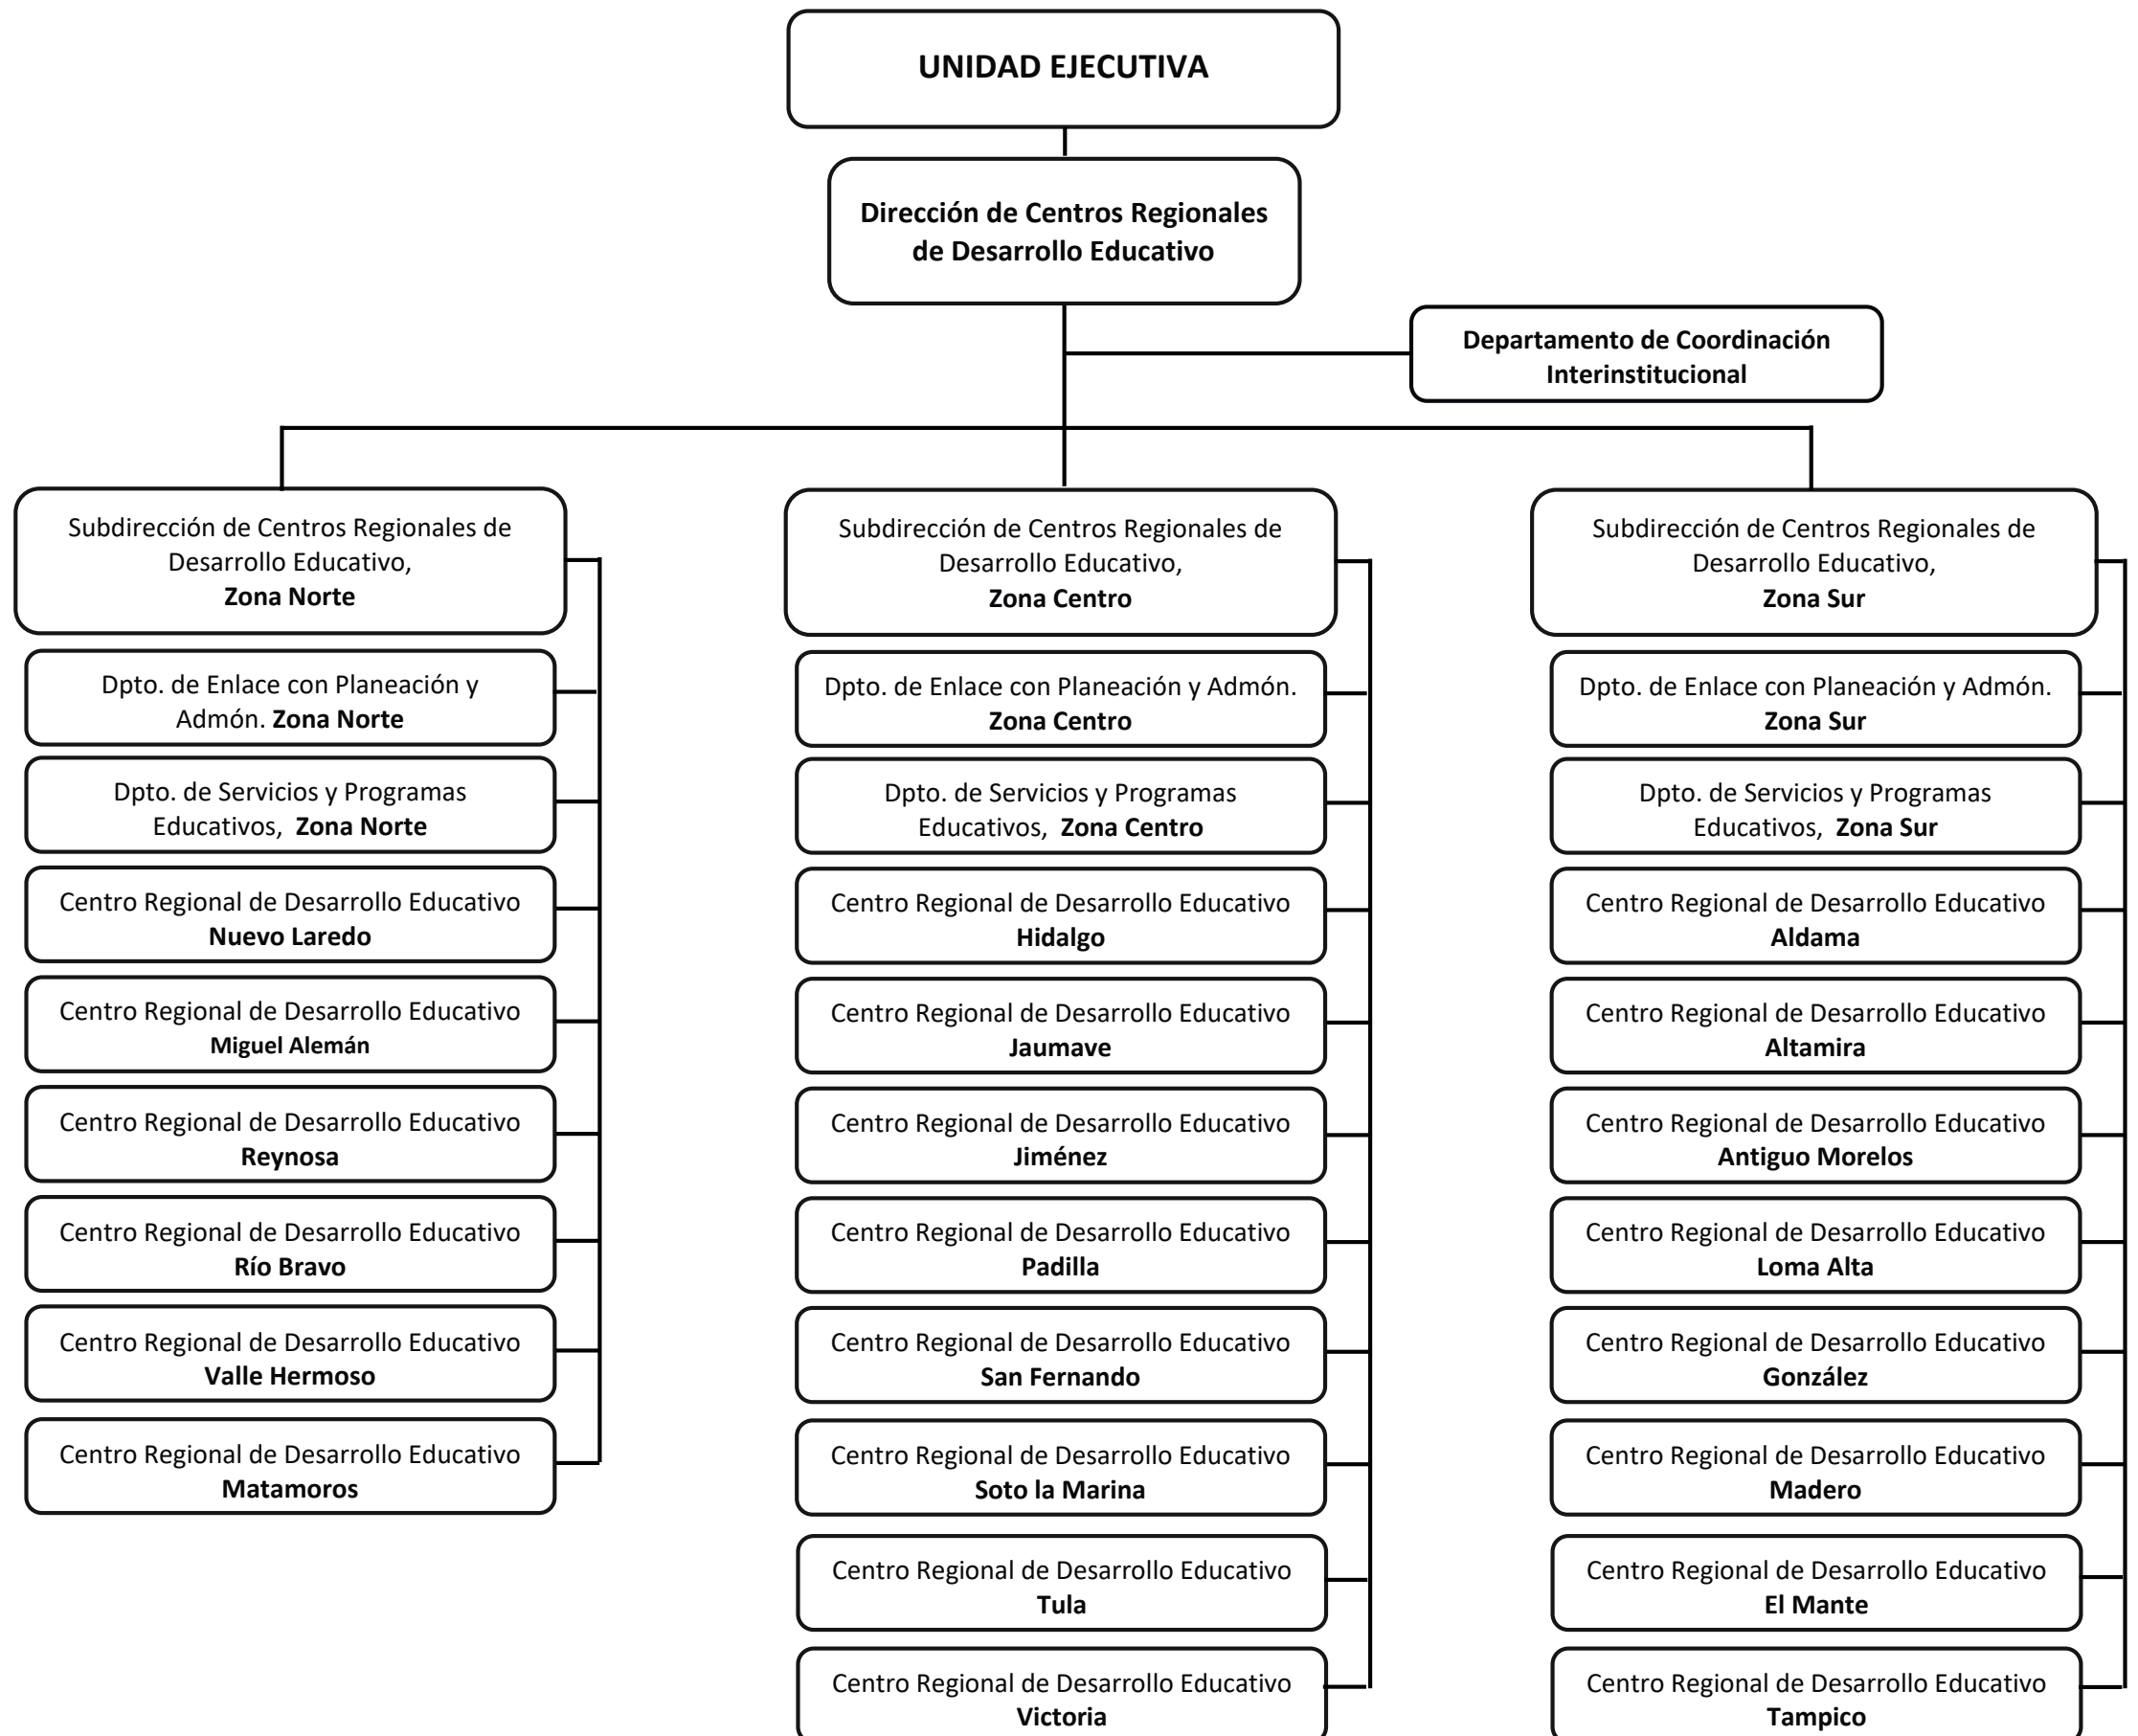 UNIDAD EJECUTIVA
Dirección de Centros Regionales
de Desarrollo Educativo
Departamento de Coordinación
Interinstitucional
Subdirección de Centros Regionales de
Desarrollo Educativo,
Zona Norte
Dpto. de Enlace con Planeación y
Admón. Zona Norte
Dpto. de Servicios y Programas
Educativos, Zona Norte
Centro Regional de Desarrollo Educativo
Nuevo Laredo
Centro Regional de Desarrollo Educativo
Miguel Alemán
Centro Regional de Desarrollo Educativo
Reynosa
Centro Regional de Desarrollo Educativo
Río Bravo
Centro Regional de Desarrollo Educativo
Valle Hermoso
Centro Regional de Desarrollo Educativo
Matamoros
Subdirección de Centros Regionales de
Desarrollo Educativo,
Zona Centro
Dpto. de Enlace con Planeación y Admón.
Zona Centro
Dpto. de Servicios y Programas
Educativos, Zona Centro
Centro Regional de Desarrollo Educativo
Hidalgo
Centro Regional de Desarrollo Educativo
Jaumave
Centro Regional de Desarrollo Educativo
Jiménez
Centro Regional de Desarrollo Educativo
Padilla
Centro Regional de Desarrollo Educativo
San Fernando
Centro Regional de Desarrollo Educativo
Soto la Marina
Centro Regional de Desarrollo Educativo
Tula
Centro Regional de Desarrollo Educativo
Victoria
Subdirección de Centros Regionales de
Desarrollo Educativo,
Zona Sur
Dpto. de Enlace con Planeación y Admón.
Zona Sur
Dpto. de Servicios y Programas
Educativos, Zona Sur
Centro Regional de Desarrollo Educativo
Aldama
Centro Regional de Desarrollo Educativo
Altamira
Centro Regional de Desarrollo Educativo
Antiguo Morelos
Centro Regional de Desarrollo Educativo
Loma Alta
Centro Regional de Desarrollo Educativo
González
Centro Regional de Desarrollo Educativo
Madero
Centro Regional de Desarrollo Educativo
El Mante
Centro Regional de Desarrollo Educativo
Tampico